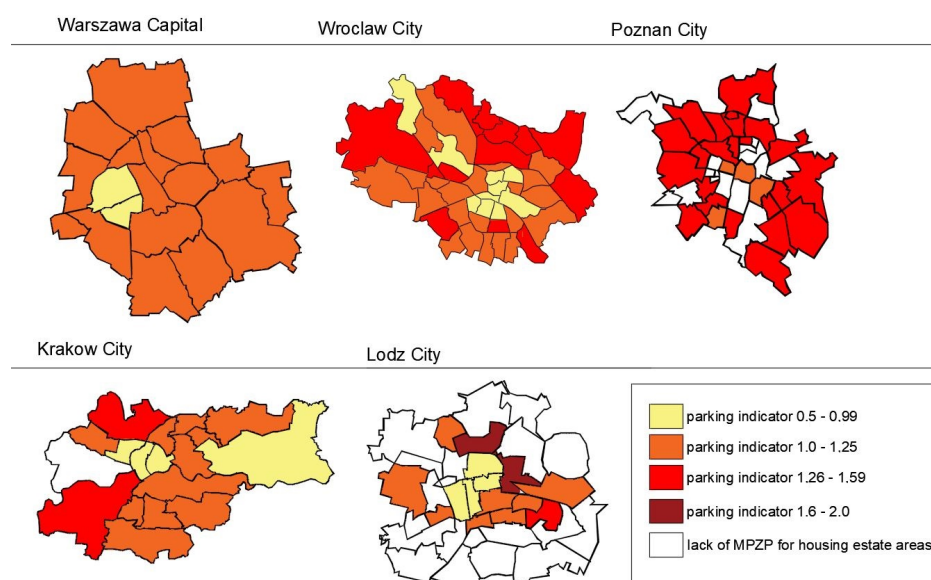 Warszawa Capital
Wroclaw City
Poznan City
Krakow City
Lodz City
parking indicator 0.5 - 0.99
parking indicator 1.0 - 1.25
parking indicator 1.26 - 1.59
parking indicator 1.6 - 2.0
lack of MPZP for housing estate areas